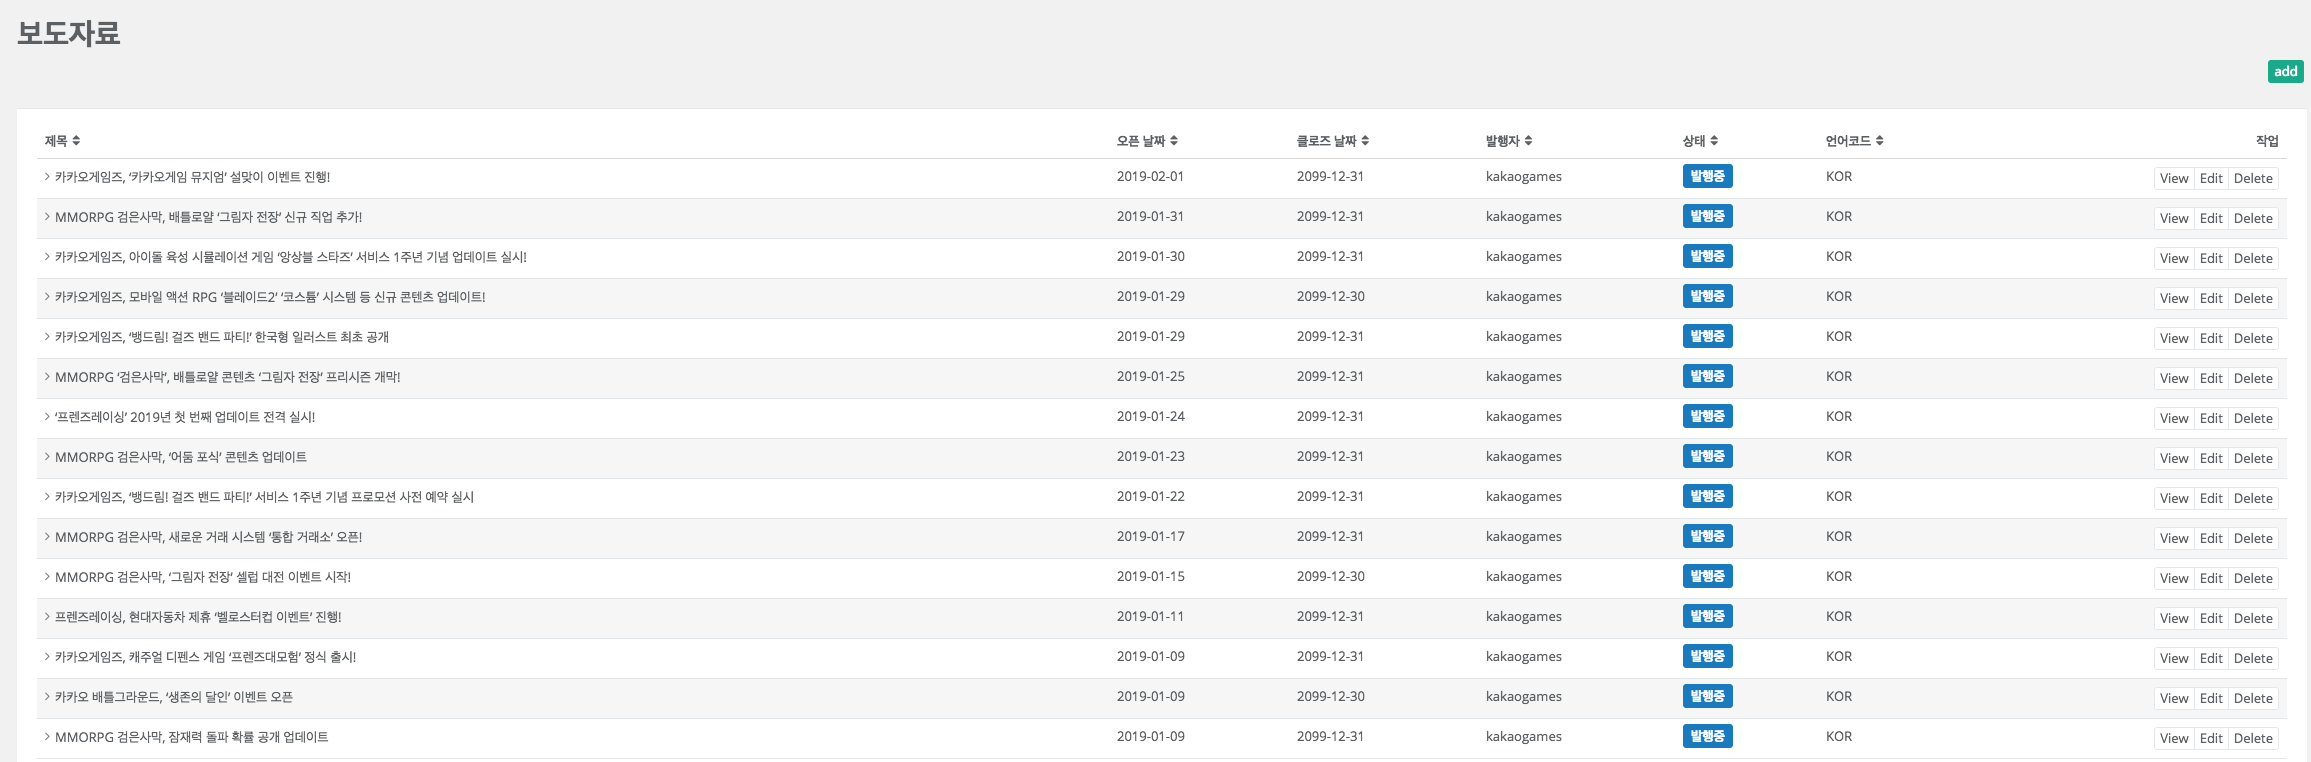 보도자료
add
제목 오픈 날짜 클로즈 날짜 발행자 상태 언어코드 작업
> 카카오게임즈, ‘카카오게임 뮤지엄’ 설맞이 이벤트 진행! 2019-02-01 2099-12-31 kakaogames 발행중 KOR View Edit Delete
> MMORPG 검은사막, 배틀로얄 ‘그림자 전장’ 신규 직업 추가! 2019-01-31 2099-12-31 kakaogames 발행중 KOR View Edit Delete
> 카카오게임즈, 아이돌 육성 시뮬레이션 게임 ‘앙상블 스타즈’ 서비스 1주년 기념 업데이트 실시! 2019-01-30 2099-12-31 kakaogames 발행중 KOR View Edit Delete
> 카카오게임즈, 모바일 액션 RPG ‘블레이드2’ ‘코스튬’ 시스템 등 신규 콘텐츠 업데이트! 2019-01-29 2099-12-30 kakaogames 발행중 KOR View Edit Delete
> 카카오게임즈, ‘뱅드림! 걸즈 밴드 파티!’ 한국형 일러스트 최초 공개 2019-01-29 2099-12-31 kakaogames 발행중 KOR View Edit Delete
> MMORPG ‘검은사막’, 배틀로얄 콘텐츠 ‘그림자 전장’ 프리시즌 개막! 2019-01-25 2099-12-31 kakaogames 발행중 KOR View Edit Delete
> ‘프렌즈레이싱’ 2019년 첫 번째 업데이트 전격 실시! 2019-01-24 2099-12-31 kakaogames 발행중 KOR View Edit Delete
> MMORPG 검은사막, ‘어둠 포식’ 콘텐츠 업데이트 2019-01-23 2099-12-31 kakaogames 발행중 KOR View Edit Delete
> 카카오게임즈, ‘뱅드림! 걸즈 밴드 파티!’ 서비스 1주년 기념 프로모션 사전 예약 실시 2019-01-22 2099-12-31 kakaogames 발행중 KOR View Edit Delete
> MMORPG 검은사막, 새로운 거래 시스템 ‘통합 거래소’ 오픈! 2019-01-17 2099-12-31 kakaogames 발행중 KOR View Edit Delete
> MMORPG 검은사막, ‘그림자 전장’ 셀럽 대전 이벤트 시작! 2019-01-15 2099-12-30 kakaogames 발행중 KOR View Edit Delete
> 프렌즈레이싱, 현대자동차 제휴 ‘벨로스터컵 이벤트’ 진행! 2019-01-11 2099-12-31 kakaogames 발행중 KOR View Edit Delete
> 카카오게임즈, 캐주얼 디펜스 게임 ‘프렌즈대모험’ 정식 출시! 2019-01-09 2099-12-31 kakaogames 발행중 KOR View Edit Delete
> 카카오 배틀그라운드, ‘생존의 달인’ 이벤트 오픈 2019-01-09 2099-12-30 kakaogames 발행중 KOR View Edit Delete
> MMORPG 검은사막, 잠재력 돌파 확률 공개 업데이트 2019-01-09 2099-12-31 kakaogames 발행중 KOR View Edit Delete